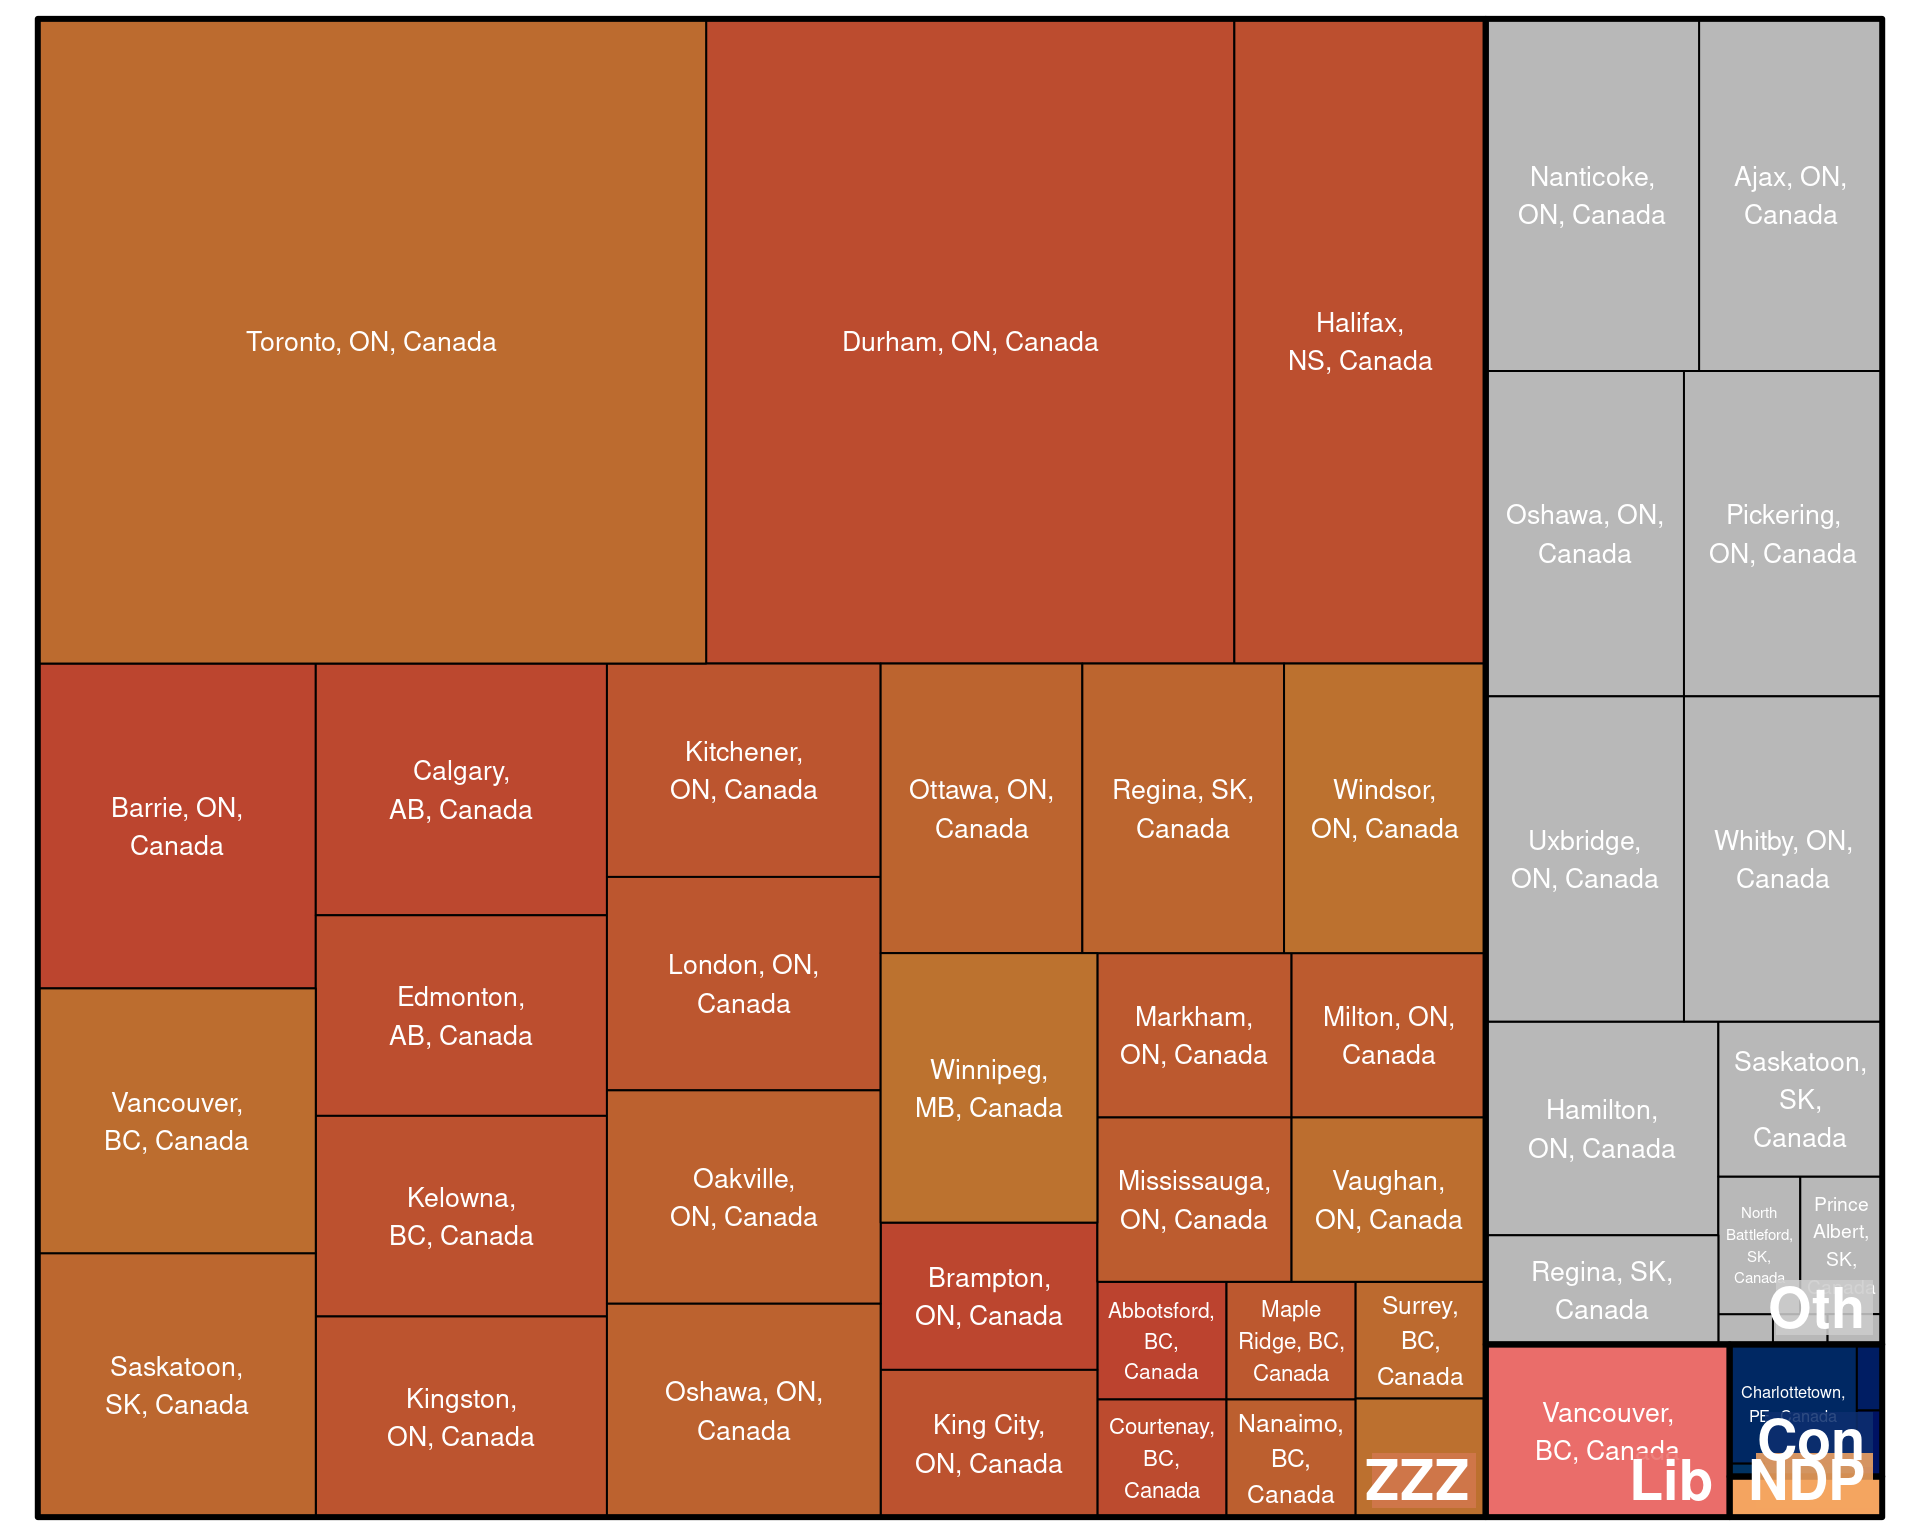 Toronto, ON, Canada
Durham, ON, Canada
Halifax,
NS, Canada
Nanticoke,
ON, Canada
Ajax, ON,
Canada
Oshawa, ON,
Canada
Pickering,
ON, Canada
Barrie, ON,
Canada
Calgary,
AB, Canada
Kitchener,
ON, Canada
Ottawa, ON,
Canada
Regina, SK,
Canada
Windsor,
ON, Canada
Uxbridge,
ON, Canada
Whitby, ON,
Canada
Edmonton,
AB, Canada
London, ON,
Canada
Vancouver,
BC, Canada
Kelowna,
BC, Canada
Oakville,
ON, Canada
Winnipeg,
MB, Canada
Markham,
ON, Canada
Milton, ON,
Canada
Mississauga,
ON, Canada
Vaughan,
ON, Canada
Hamilton,
ON, Canada
Saskatoon,
SK,
Canada
North
Battleford,
SK,
Canada
Prince
Albert,
SK,
Canada
Regina, SK,
Canada
Oth
Saskatoon,
SK, Canada
Kingston,
ON, Canada
Oshawa, ON,
Canada
Brampton,
ON, Canada
King City,
ON, Canada
Abbotsford,
BC,
Canada
Maple
Ridge, BC,
Canada
Surrey,
BC,
Canada
Courtenay,
BC,
Canada
Nanaimo,
BC,
Canada
ZZZ
Vancouver,
BC, Canada
Lib
Charlottetown,
PE, Canada
Con
NDP